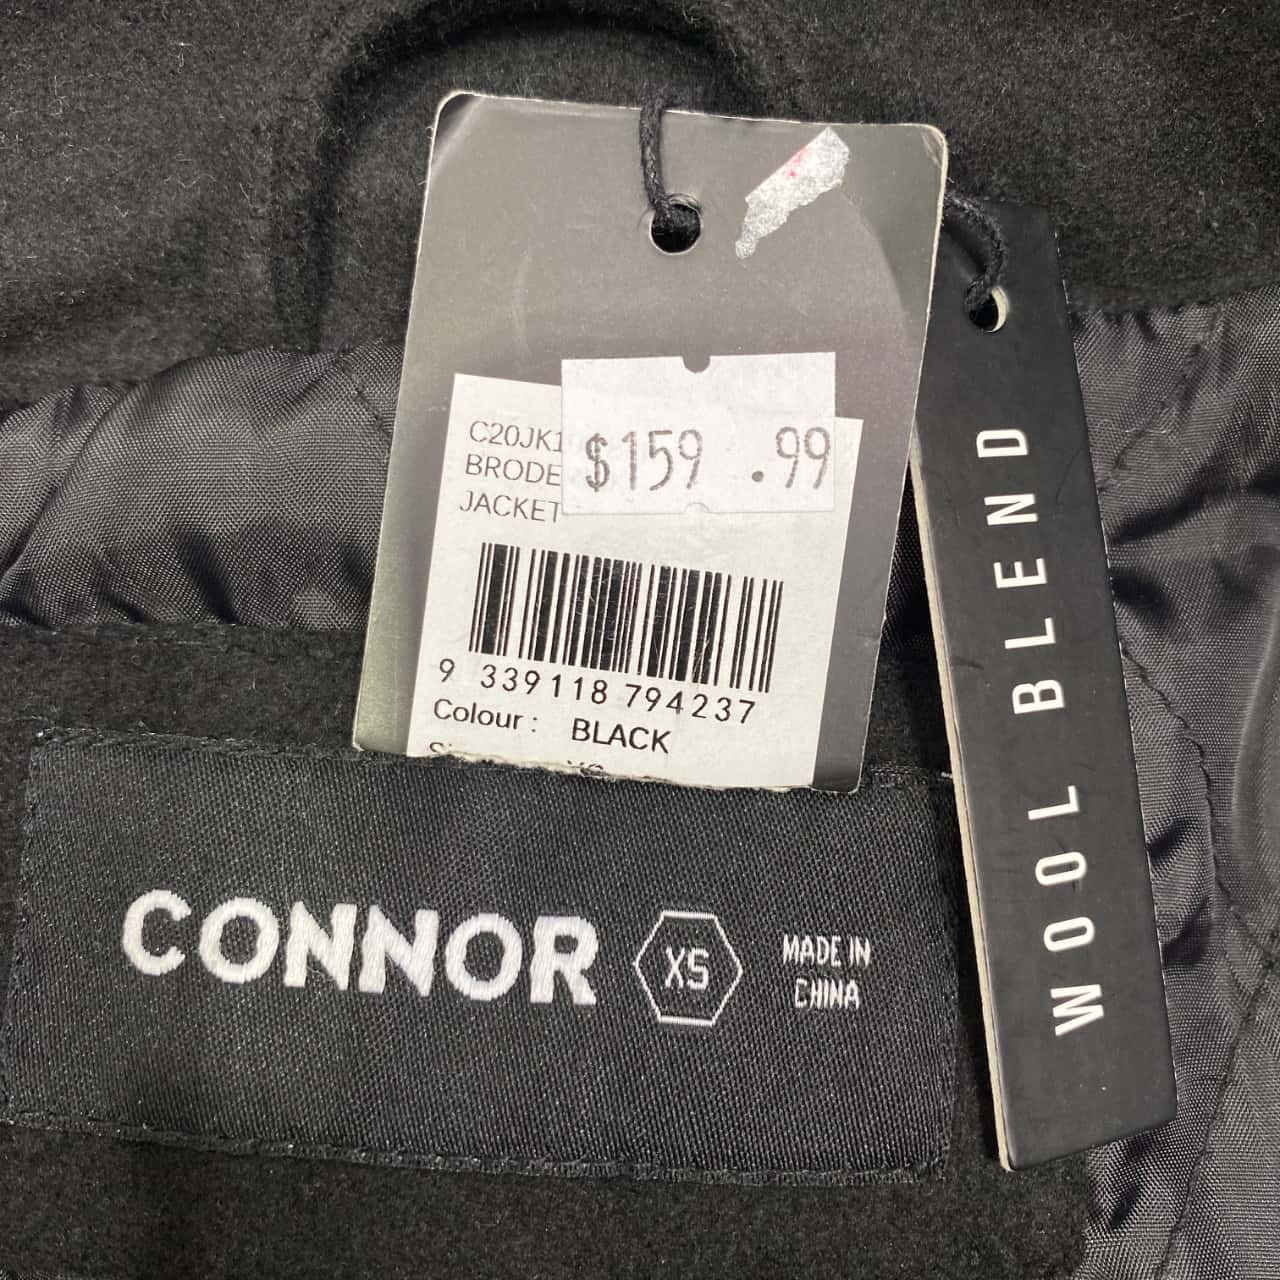 C20JK1
BRODE
JACKET
$159 .99
9 339118 794237
Colour : BLACK
WOOL BLEND
CONNOR
XS
MADE IN
CHINA